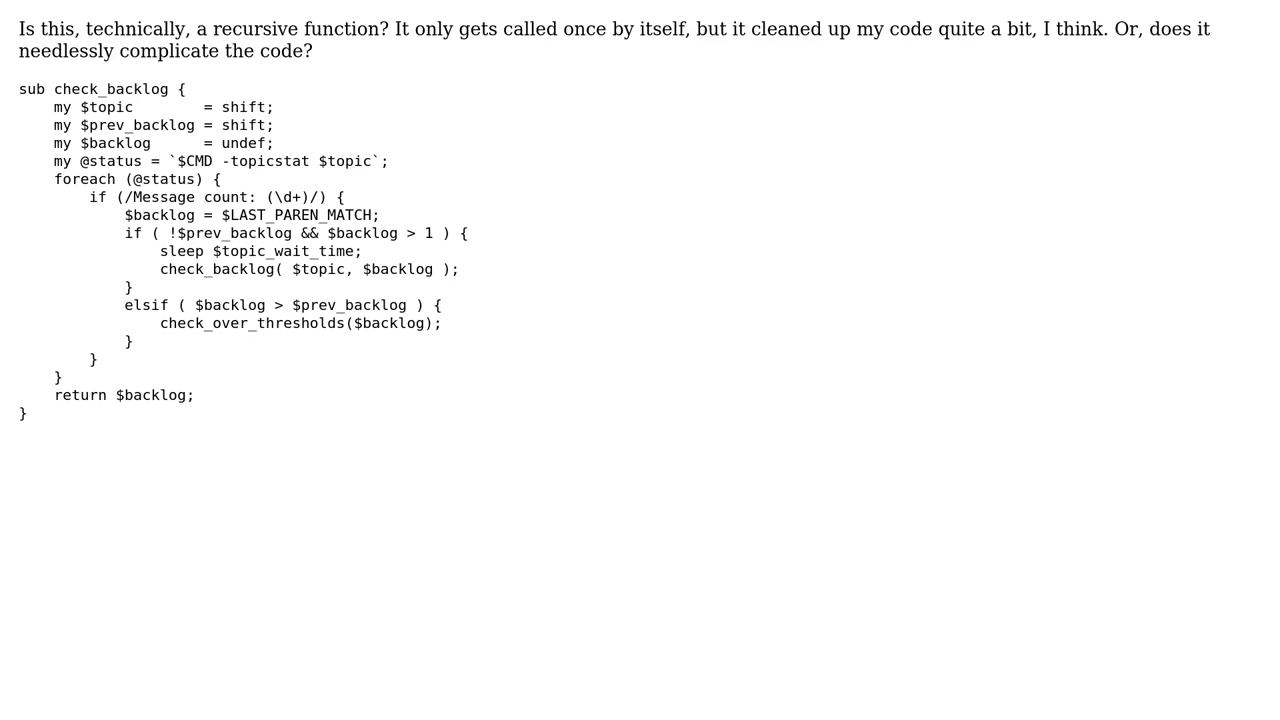 Is this, technically, a recursive function? It only gets called once by itself, but it cleaned up my code quite a bit, I think. Or, does it
needlessly complicate the code?
sub check_backlog {
    my $topic        = shift;
    my $prev_backlog = shift;
    my $backlog      = undef;
    my @status = `$CMD -topicstat $topic`;
    foreach (@status) {
        if (/Message count: (\d+)/) {
            $backlog = $LAST_PAREN_MATCH;
            if ( !$prev_backlog && $backlog > 1 ) {
                sleep $topic_wait_time;
                check_backlog( $topic, $backlog );
            }
            elsif ( $backlog > $prev_backlog ) {
                check_over_thresholds($backlog);
            }
        }
    }
    return $backlog;
}